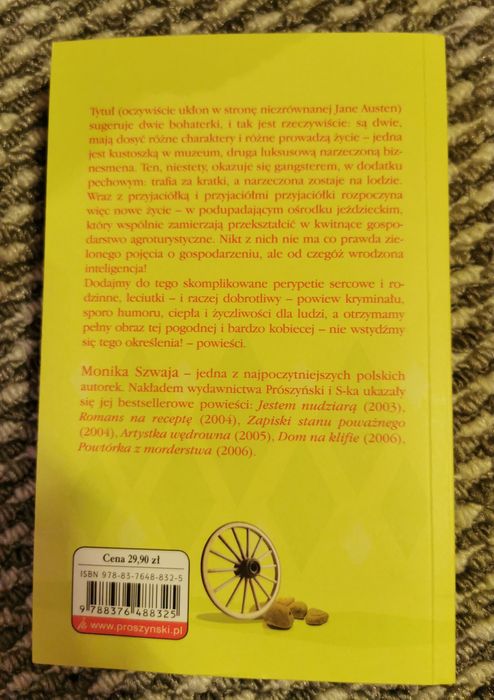 Tytuł (oczywiście ukłon w stronę niezrównanej Jane Austen)
sugeruje dwie bohaterki, i tak jest rzeczywiście: są dwie,
mają dosyć różne charaktery i różne prowadzą życie – jedna
jest kustoszką w muzeum, druga luksusową narzeczoną biz-
nesmena. Ten, niestety, okazuje się gangsterem, w dodatku
pechowym: trafia za kratki, a narzeczona zostaje na lodzie.
Wraz z przyjaciółką i przyjaciółmi przyjaciółki rozpoczyna
więc nowe życie – w podupadającym ośrodku jeździeckim,
który wspólnie zamierzają przekształcić w kwitnące gospo-
darstwo agroturystyczne. Nikt z nich nie ma co prawda zie-
lonego pojęcia o gospodarzeniu, ale od czegóż wrodzona
inteligencja!
Dodajmy do tego skomplikowane perypetie sercowe i ro-
dzinne, leciutki – i raczej dobrotliwy – powiew kryminału,
sporo humoru, ciepła i życzliwości dla ludzi, a otrzymamy
pełny obraz tej pogodnej i bardzo kobiecej – nie wstydźmy
się tego określenia! – powieści.
Monika Szwaja – jedna z najpoczytniejszych polskich
autorek. Nakładem wydawnictwa Prószyński i S-ka ukazały
się jej bestsellerowe powieści: Jestem nudziarą (2003),
Romans na receptę (2004), Zapiski stanu poważnego
(2004), Artystka wędrowna (2005), Dom na klifie (2006),
Powtórka z morderstwa (2006).
Cena 29,90 zł
ISBN 978-83-7648-832-5
9 788376 488325
www.proszynski.pl